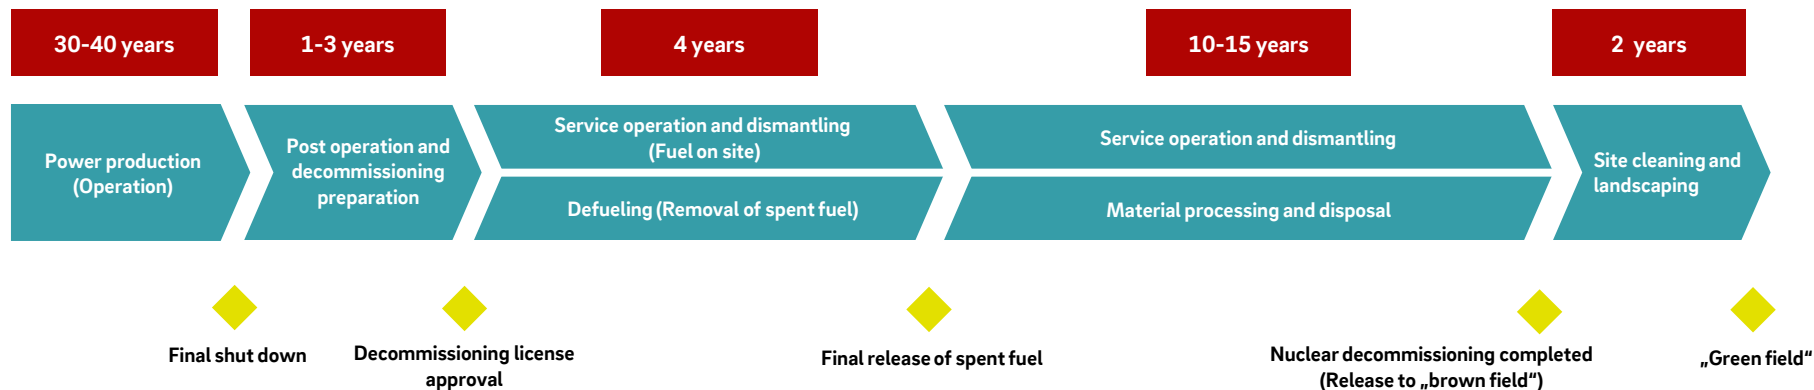 30-40 years
1-3 years
4 years
10-15 years
2 years
Power production
(Operation)
Post operation and
decommissioning
preparation
Service operation and dismantling
(Fuel on site)
Defueling (Removal of spent fuel)
Service operation and dismantling
Material processing and disposal
Site cleaning and
landscaping
Final shut down
Decommissioning license
approval
Final release of spent fuel
Nuclear decommissioning completed
(Release to „brown field“)
„Green field“